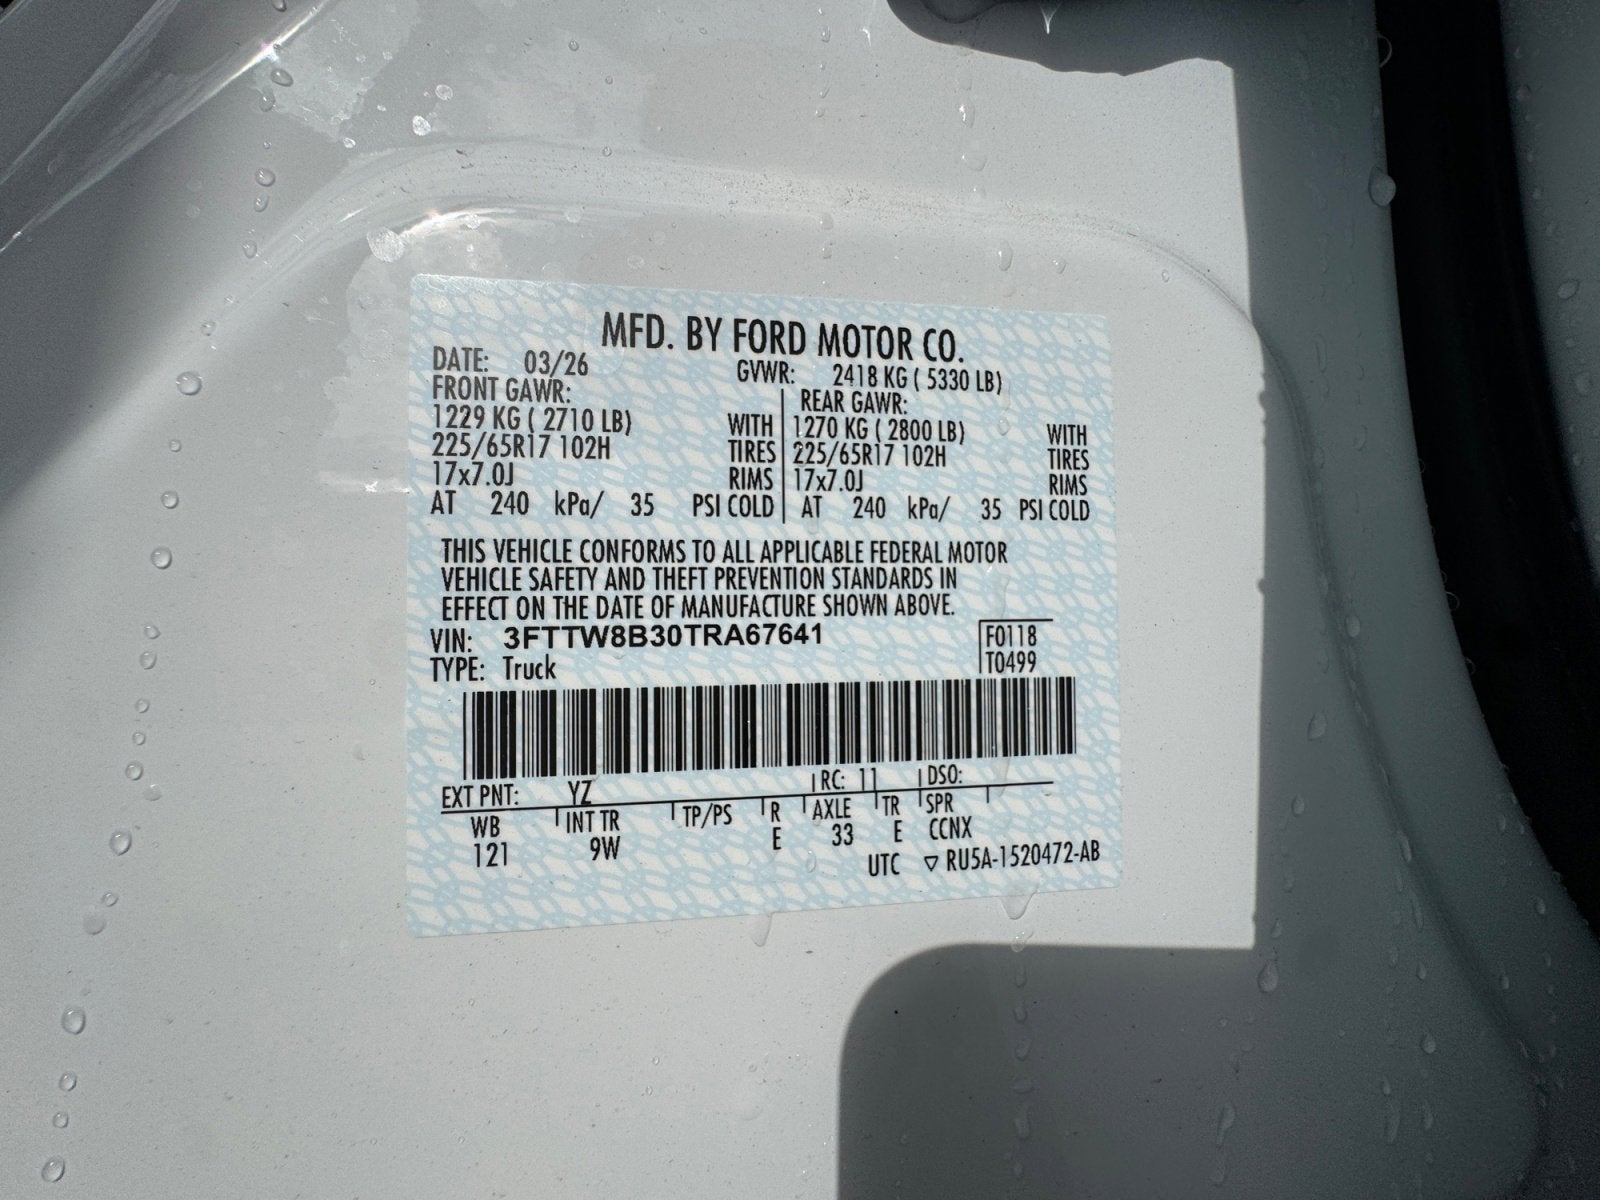 MFD. BY FORD MOTOR CO.
DATE: 03/26 GVWR: 2418 KG ( 5330 LB)
FRONT GAWR: REAR GAWR:
1229 KG ( 2710 LB) WITH 1270 KG ( 2800 LB) WITH
225/65R17 102H TIRES 225/65R17 102H TIRES
17x7.0J RIMS 17x7.0J RIMS
AT 240 kPa/ 35 PSI COLD AT 240 kPa/ 35 PSI COLD
THIS VEHICLE CONFORMS TO ALL APPLICABLE FEDERAL MOTOR
VEHICLE SAFETY AND THEFT PREVENTION STANDARDS IN
EFFECT ON THE DATE OF MANUFACTURE SHOWN ABOVE.
VIN: 3FTTW8B30TRA67641 F0118
TYPE: Truck T0499
EXT PNT: YZ RC: 11 DSO:
WB INT TR TP/PS R AXLE TR SPR
121 9W E 33 E CCNX
UTC ▽ RU5A-1520472-AB